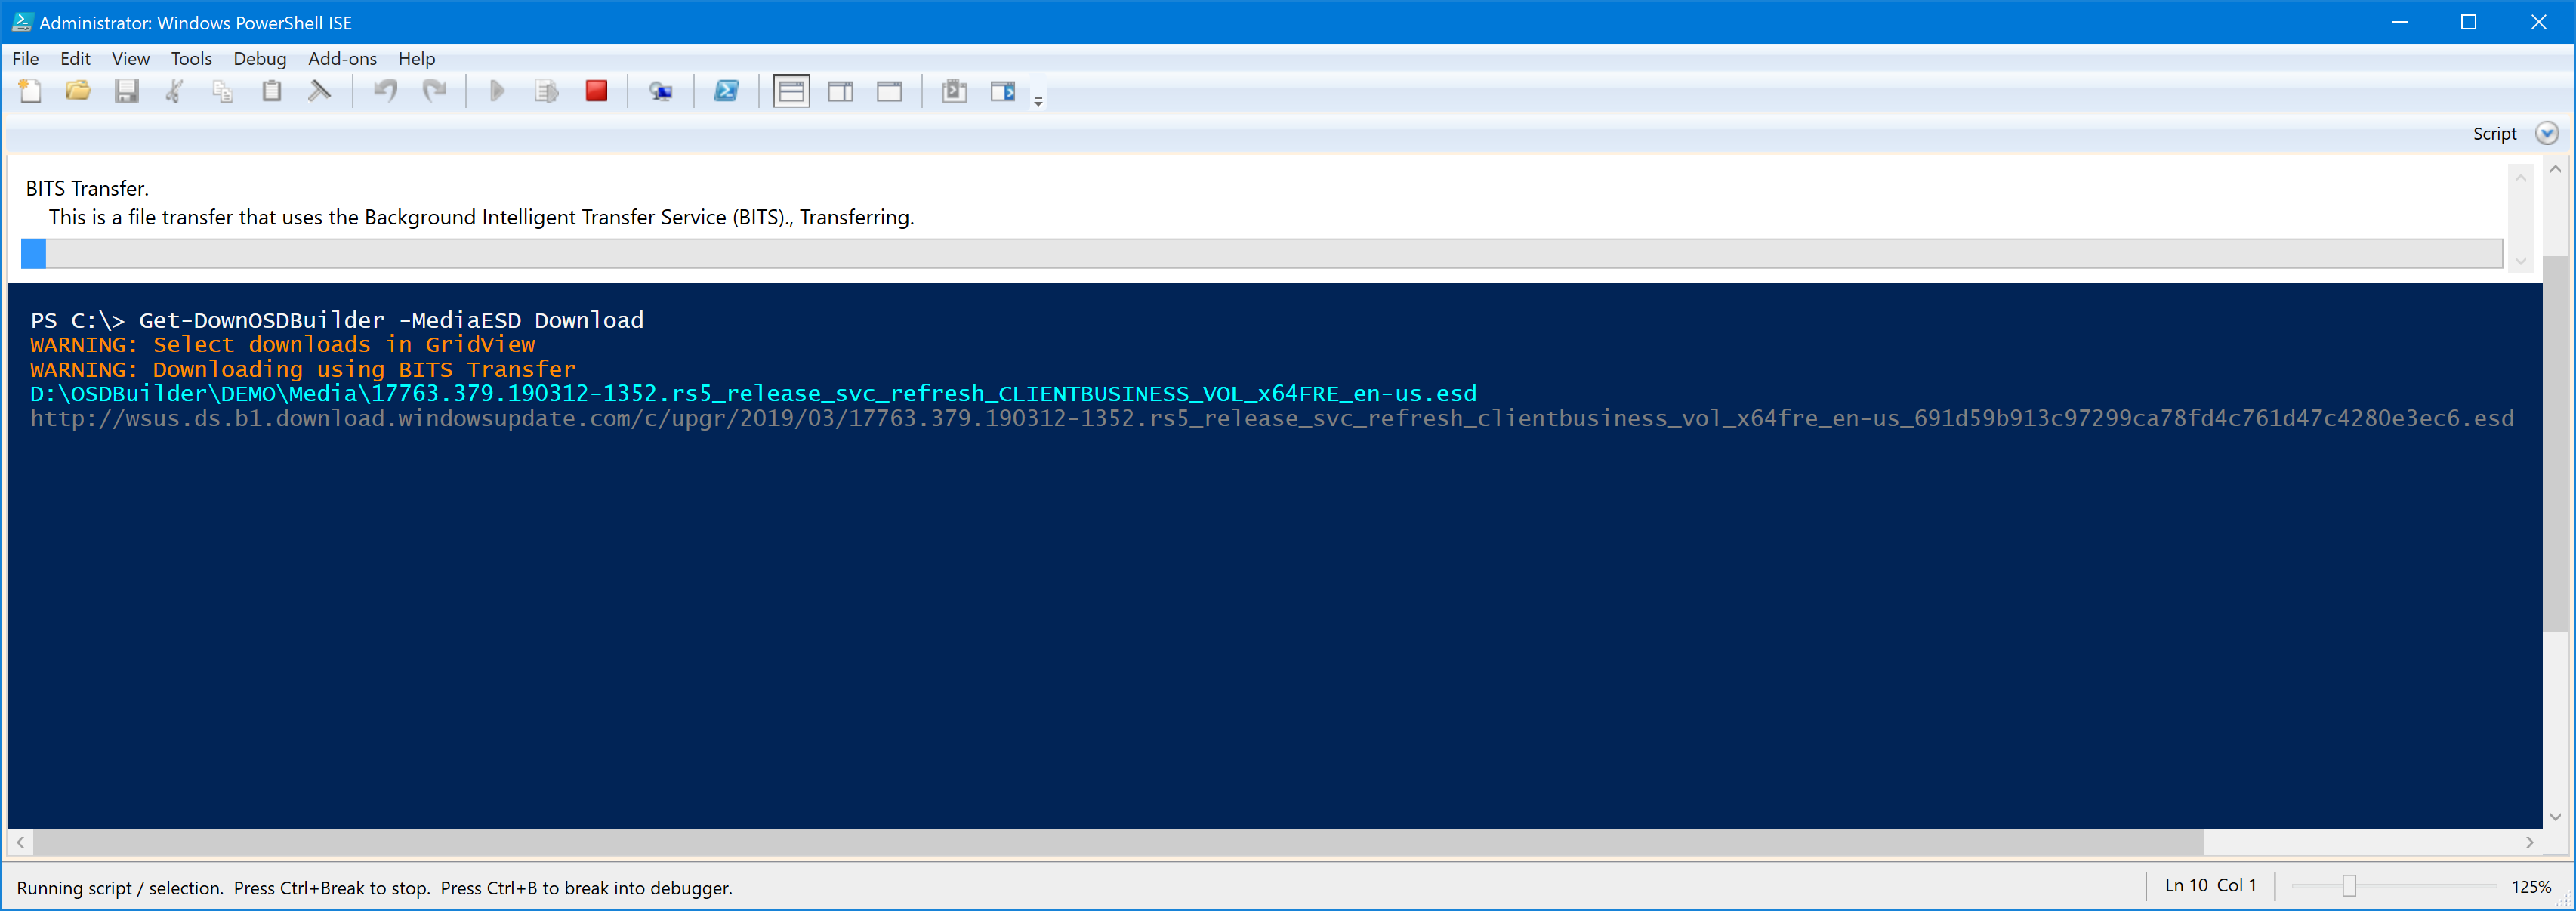 Administrator: Windows PowerShell ISE
File Edit View Tools Debug Add-ons Help
Script
BITS Transfer.
This is a file transfer that uses the Background Intelligent Transfer Service (BITS)., Transferring.
PS C:\> Get-DownOSDBuilder -MediaESD Download
WARNING: Select downloads in GridView
WARNING: Downloading using BITS Transfer
D:\OSDBuilder\DEMO\Media\17763.379.190312-1352.rs5_release_svc_refresh_CLIENTBUSINESS_VOL_x64FRE_en-us.esd
http://wsus.ds.b1.download.windowsupdate.com/c/upgr/2019/03/17763.379.190312-1352.rs5_release_svc_refresh_clientbusiness_vol_x64fre_en-us_691d59b913c97299ca78fd4c761d47c4280e3ec6.esd
Running script / selection.  Press Ctrl+Break to stop.  Press Ctrl+B to break into debugger.
Ln 10 Col 1
125%